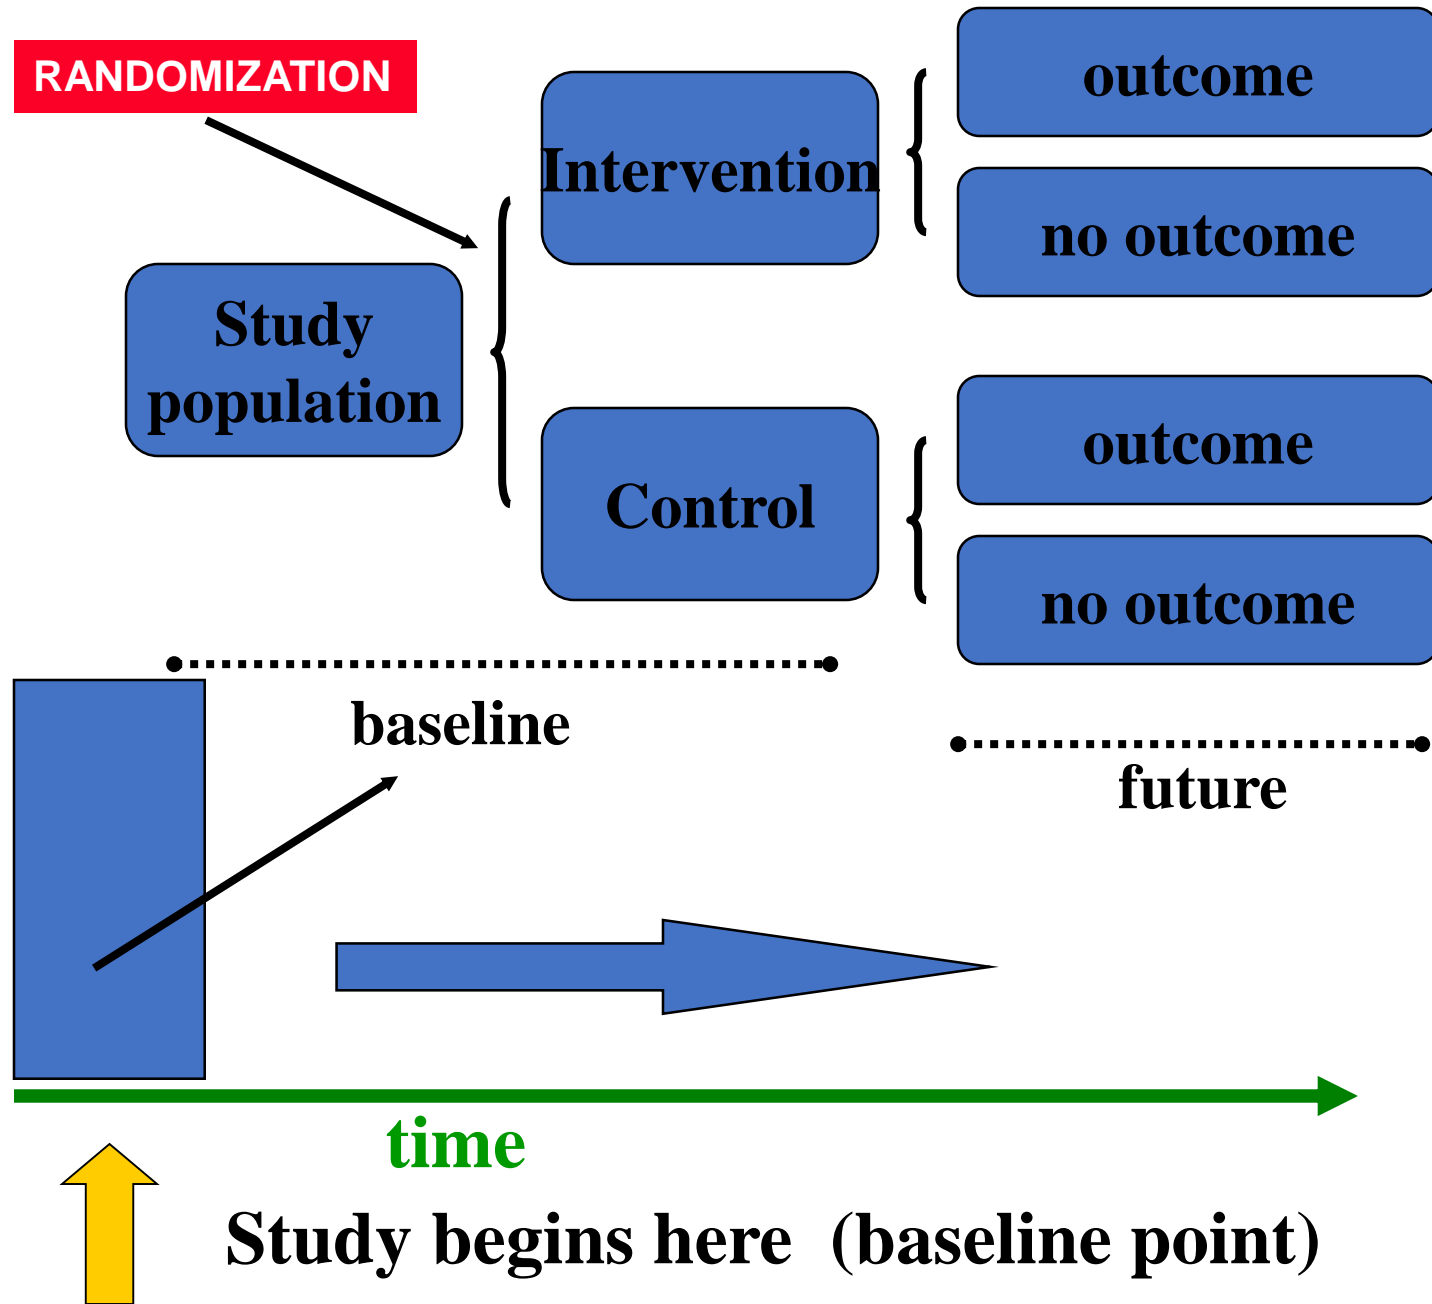 RANDOMIZATION
Study
population
Intervention
Control
outcome
no outcome
outcome
no outcome
baseline
future
time
Study begins here (baseline point)